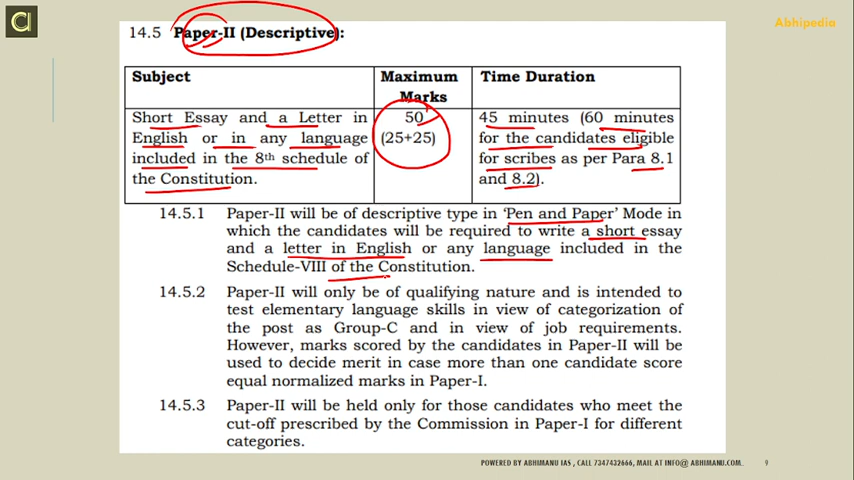 Abhipedia
14.5 Paper-II (Descriptive):
Subject
Maximum
Marks
Time Duration
Short Essay and a Letter in
English or in any language
included in the 8th schedule of
the Constitution.
50
(25+25)
45 minutes (60 minutes
for the candidates eligible
for scribes as per Para 8.1
and 8.2).
14.5.1 Paper-II will be of descriptive type in ‘Pen and Paper’ Mode in
which the candidates will be required to write a short essay
and a letter in English or any language included in the
Schedule-VIII of the Constitution.
14.5.2 Paper-II will only be of qualifying nature and is intended to
test elementary language skills in view of categorization of
the post as Group-C and in view of job requirements.
However, marks scored by the candidates in Paper-II will be
used to decide merit in case more than one candidate score
equal normalized marks in Paper-I.
14.5.3 Paper-II will be held only for those candidates who meet the
cut-off prescribed by the Commission in Paper-I for different
categories.
POWERED BY ABHIMANU IAS , CALL 7347432666, MAIL AT INFO@ ABHIMANU.COM. 9